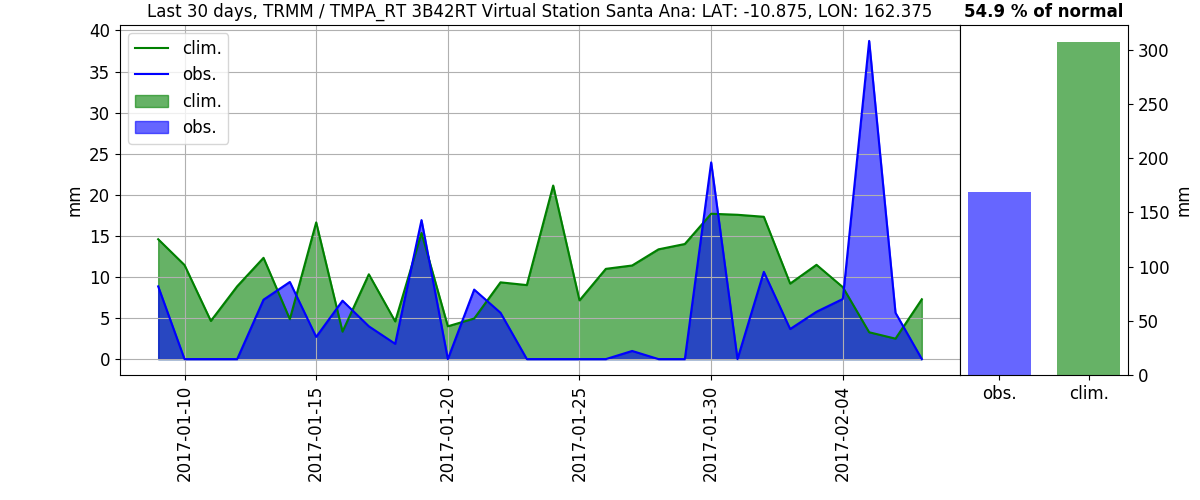 Last 30 days, TRMM / TMPA_RT 3B42RT Virtual Station Santa Ana: LAT: -10.875, LON: 162.375
54.9 % of normal
clim.
obs.
clim.
obs.
40
35
30
25
20
15
10
5
0
mm
2017-01-10
2017-01-15
2017-01-20
2017-01-25
2017-01-30
2017-02-04
300
250
200
150
100
50
0
mm
obs.
clim.